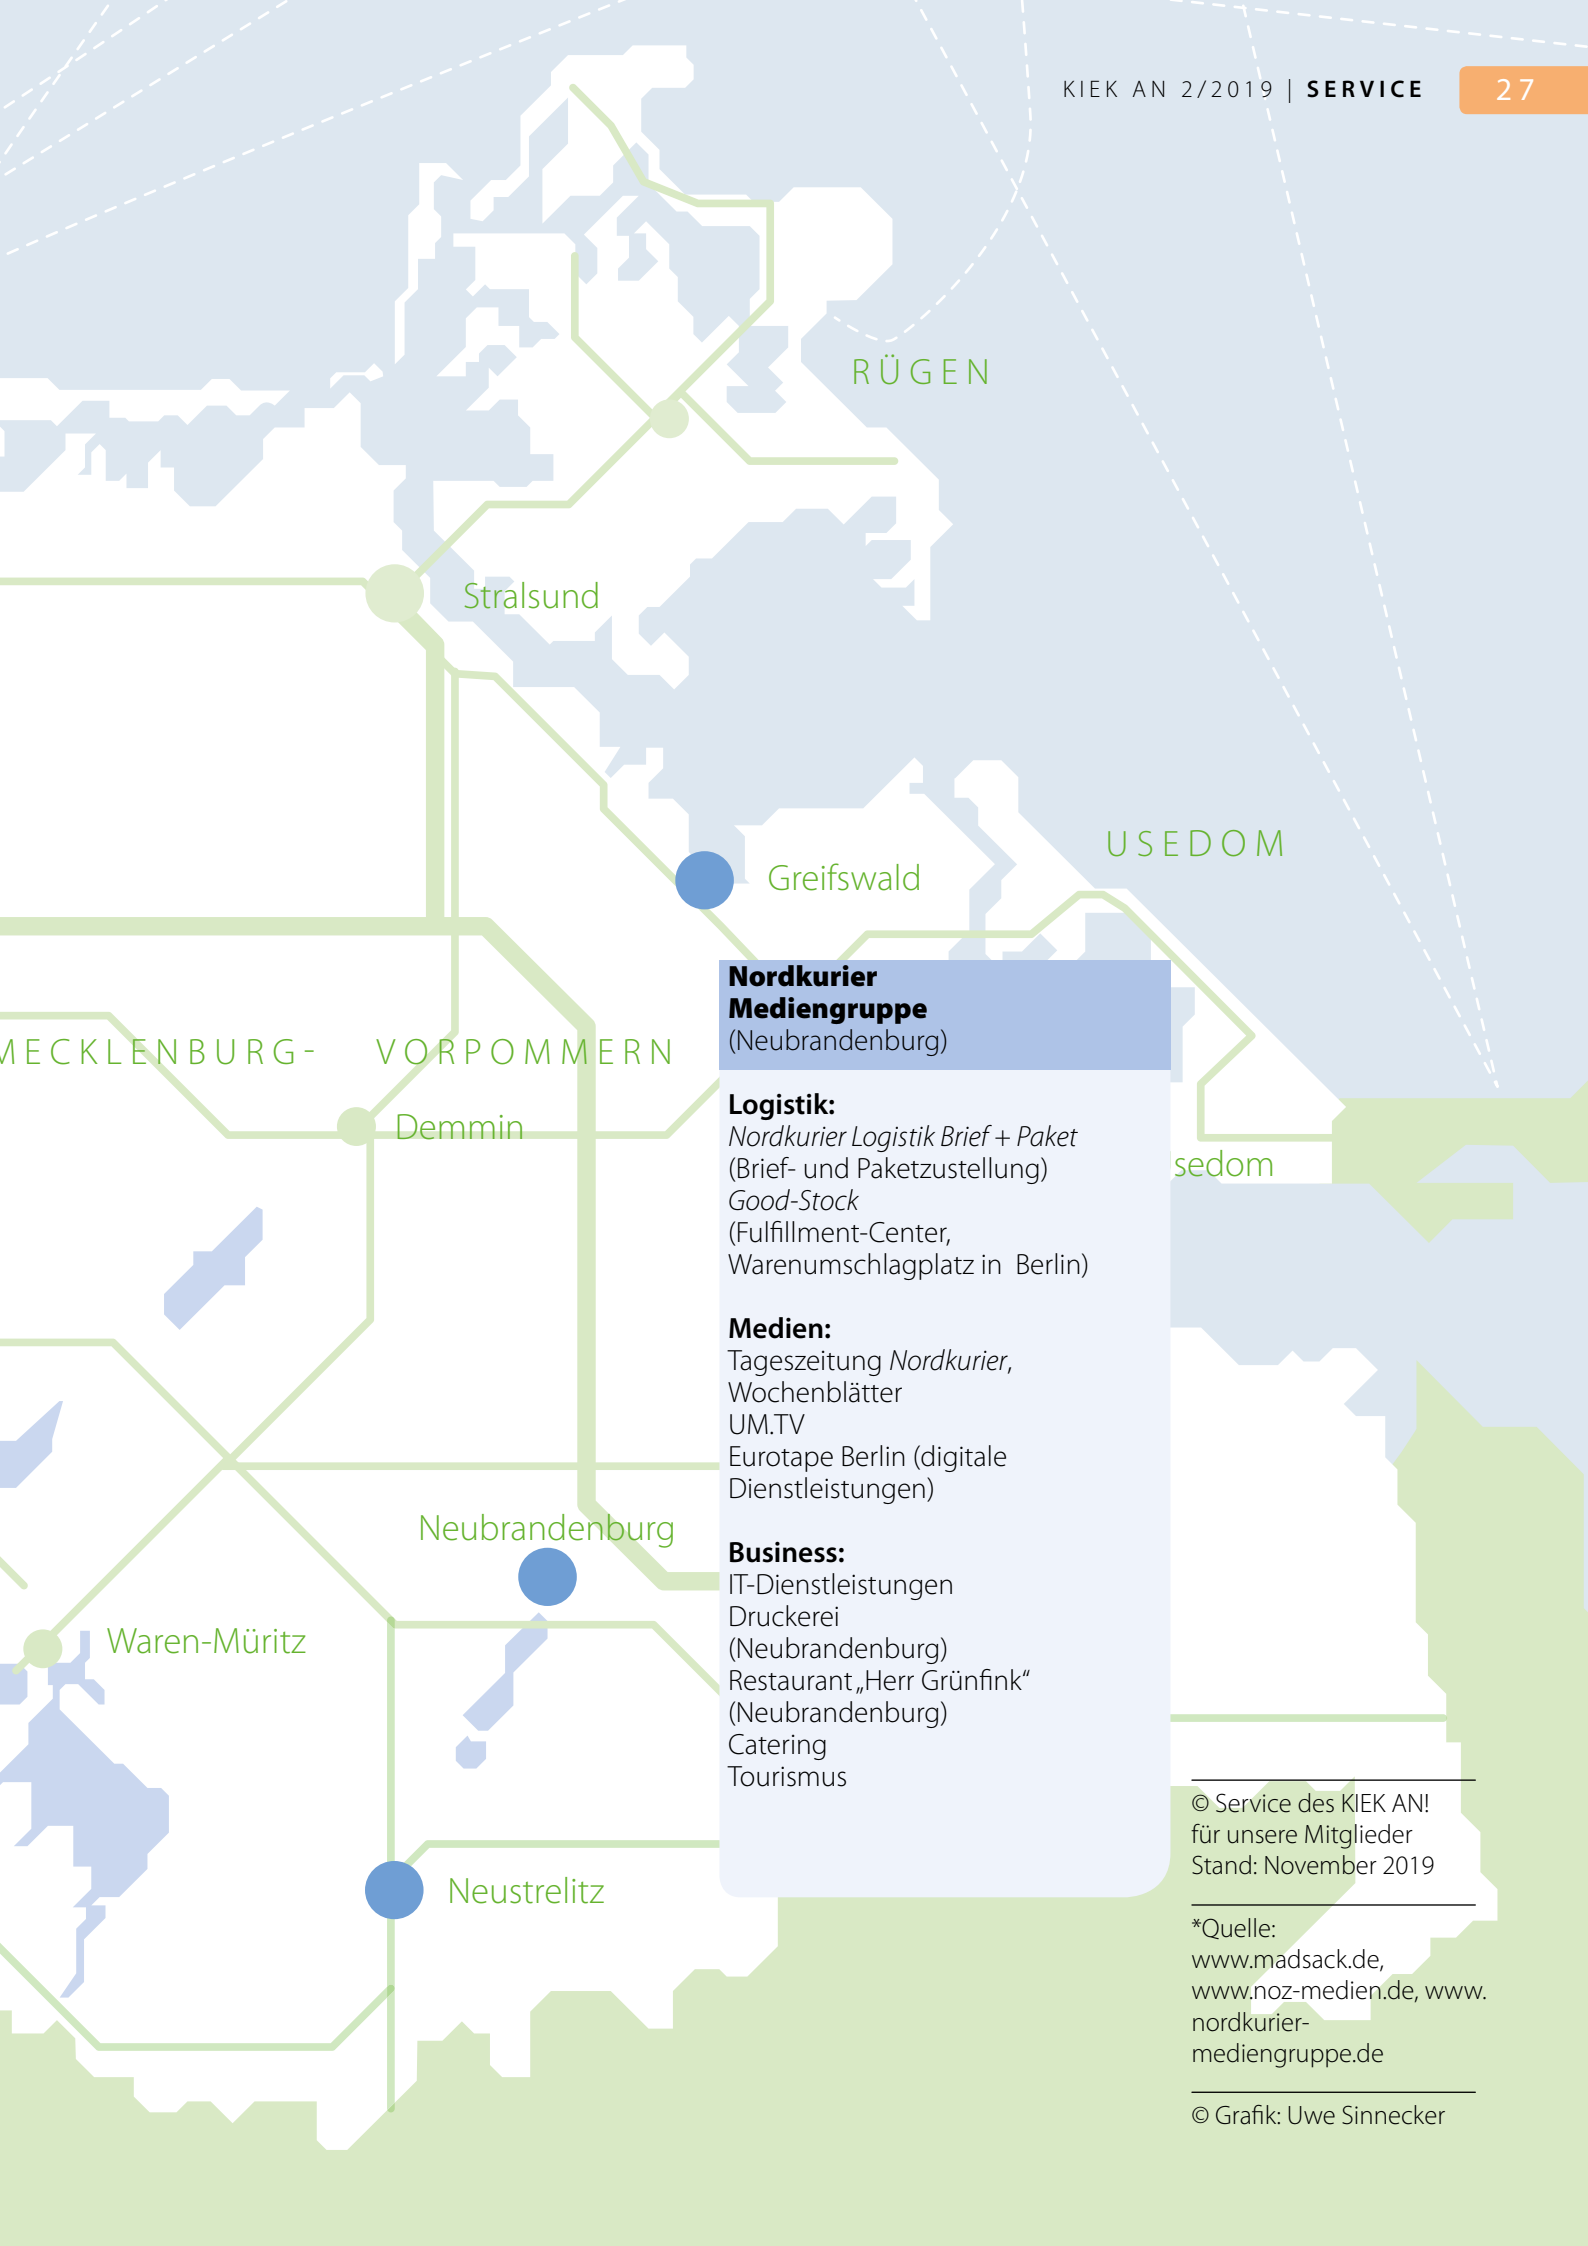 KIEK AN 2/2019 | SERVICE 27
RÜGEN
Stralsund
USEDOM
Greifswald
MECKLENBURG- VORPOMMERN
Demmin
sedom
Neubrandenburg
Waren-Müritz
Neustrelitz
Nordkurier
Mediengruppe
(Neubrandenburg)
Logistik:
Nordkurier Logistik Brief + Paket
(Brief- und Paketzustellung)
Good-Stock
(Fulfillment-Center,
Warenumschlagplatz in Berlin)
Medien:
Tageszeitung Nordkurier,
Wochenblätter
UM.TV
Eurotape Berlin (digitale
Dienstleistungen)
Business:
IT-Dienstleistungen
Druckerei
(Neubrandenburg)
Restaurant „Herr Grünfink“
(Neubrandenburg)
Catering
Tourismus
© Service des KIEK AN!
für unsere Mitglieder
Stand: November 2019
*Quelle:
www.madsack.de,
www.noz-medien.de, www.
nordkurier-
mediengruppe.de
© Grafik: Uwe Sinnecker